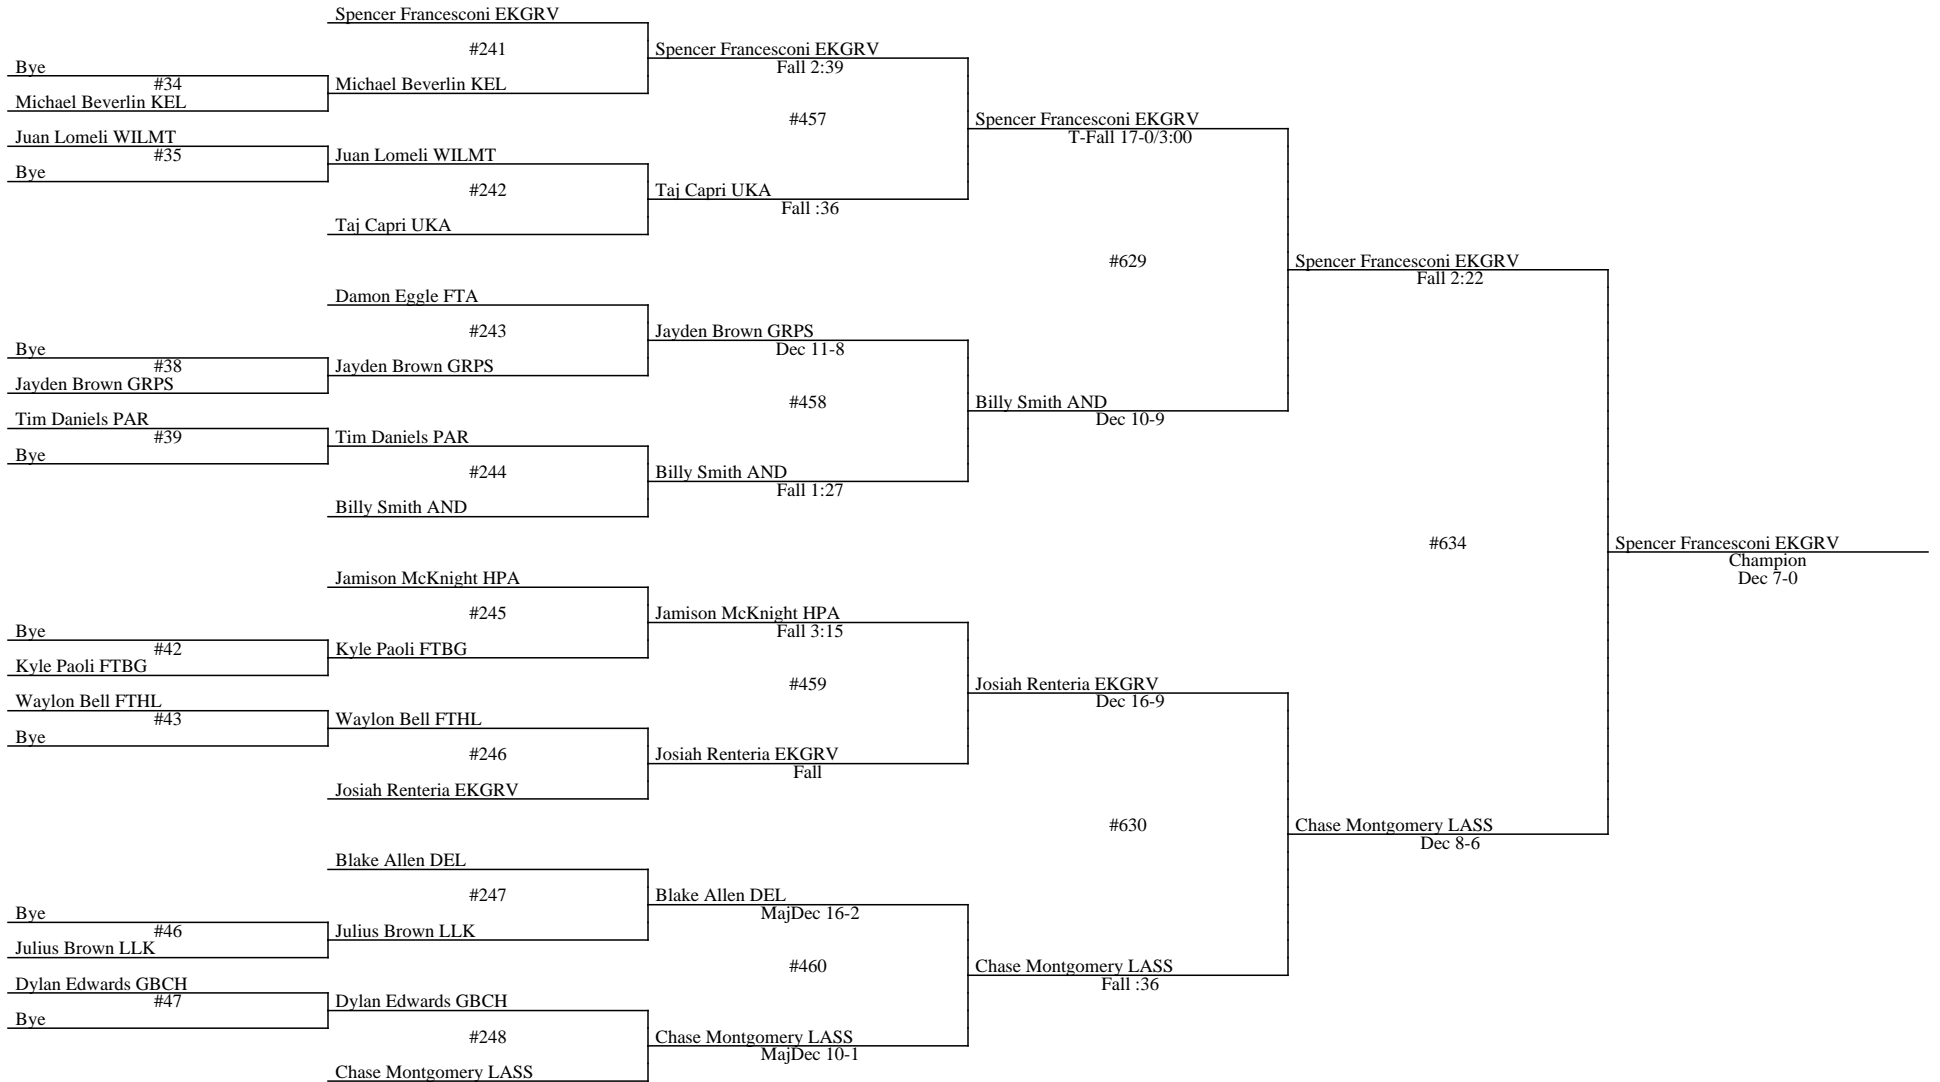 Spencer Francesconi EKGRV
#241
Spencer Francesconi EKGRV
Fall 2:39
Bye
#34
Michael Beverlin KEL
Michael Beverlin KEL
#457
Spencer Francesconi EKGRV
T-Fall 17-0/3:00
Juan Lomeli WILMT
#35
Bye
Juan Lomeli WILMT
#242
Taj Capri UKA
Fall :36
Taj Capri UKA
#629
Spencer Francesconi EKGRV
Fall 2:22
Damon Eggle FTA
#243
Jayden Brown GRPS
Dec 11-8
Bye
#38
Jayden Brown GRPS
Jayden Brown GRPS
#458
Billy Smith AND
Dec 10-9
Tim Daniels PAR
#39
Bye
Tim Daniels PAR
#244
Billy Smith AND
Fall 1:27
Billy Smith AND
#634
Spencer Francesconi EKGRV
Champion
Dec 7-0
Jamison McKnight HPA
#245
Jamison McKnight HPA
Fall 3:15
Bye
#42
Kyle Paoli FTBG
Kyle Paoli FTBG
#459
Josiah Renteria EKGRV
Dec 16-9
Waylon Bell FTHL
#43
Bye
Waylon Bell FTHL
#246
Josiah Renteria EKGRV
Fall
Josiah Renteria EKGRV
#630
Chase Montgomery LASS
Dec 8-6
Blake Allen DEL
#247
Blake Allen DEL
MajDec 16-2
Bye
#46
Julius Brown LLK
Julius Brown LLK
#460
Chase Montgomery LASS
Fall :36
Dylan Edwards GBCH
#47
Bye
Dylan Edwards GBCH
#248
Chase Montgomery LASS
MajDec 10-1
Chase Montgomery LASS